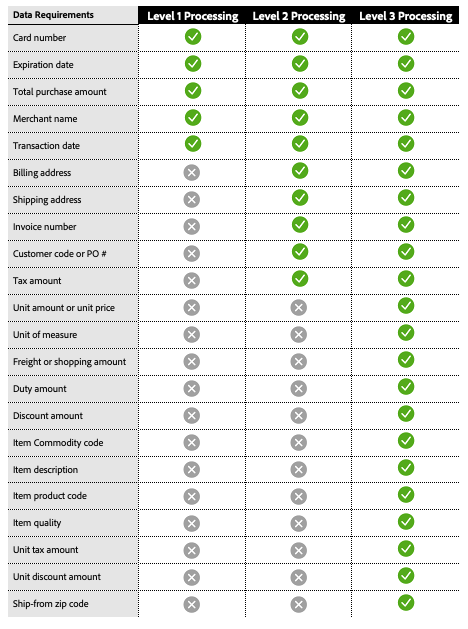 Data Requirements Level 1 Processing Level 2 Processing Level 3 Processing
Card number
Expiration date
Total purchase amount
Merchant name
Transaction date
Billing address
Shipping address
Invoice number
Customer code or PO #
Tax amount
Unit amount or unit price
Unit of measure
Freight or shopping amount
Duty amount
Discount amount
Item Commodity code
Item description
Item product code
Item quality
Unit tax amount
Unit discount amount
Ship-from zip code